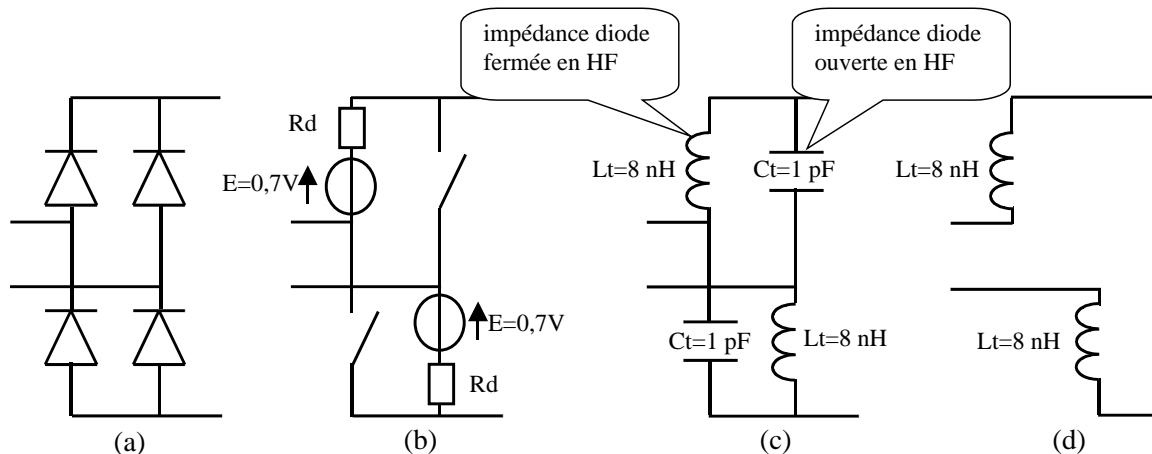 impédance diode
fermée en HF
impédance diode
ouverte en HF
Rd
E=0,7V
E=0,7V
Rd
Lt=8 nH
Ct=1 pF
Ct=1 pF
Lt=8 nH
Lt=8 nH
Lt=8 nH
(a)
(b)
(c)
(d)